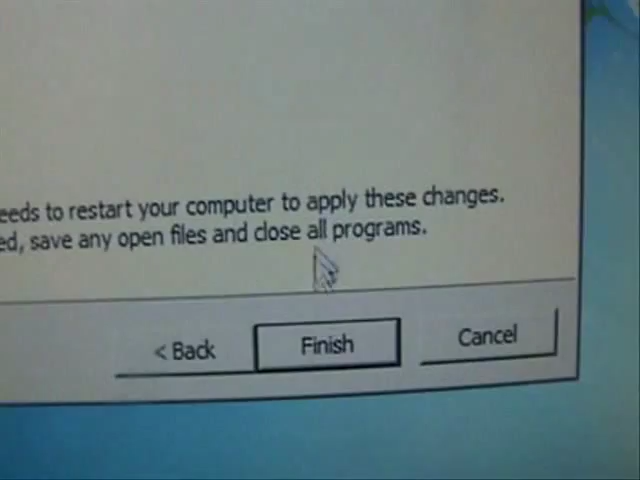 eeds to restart your computer to apply these changes.
ed, save any open files and close all programs.
< Back
Finish
Cancel